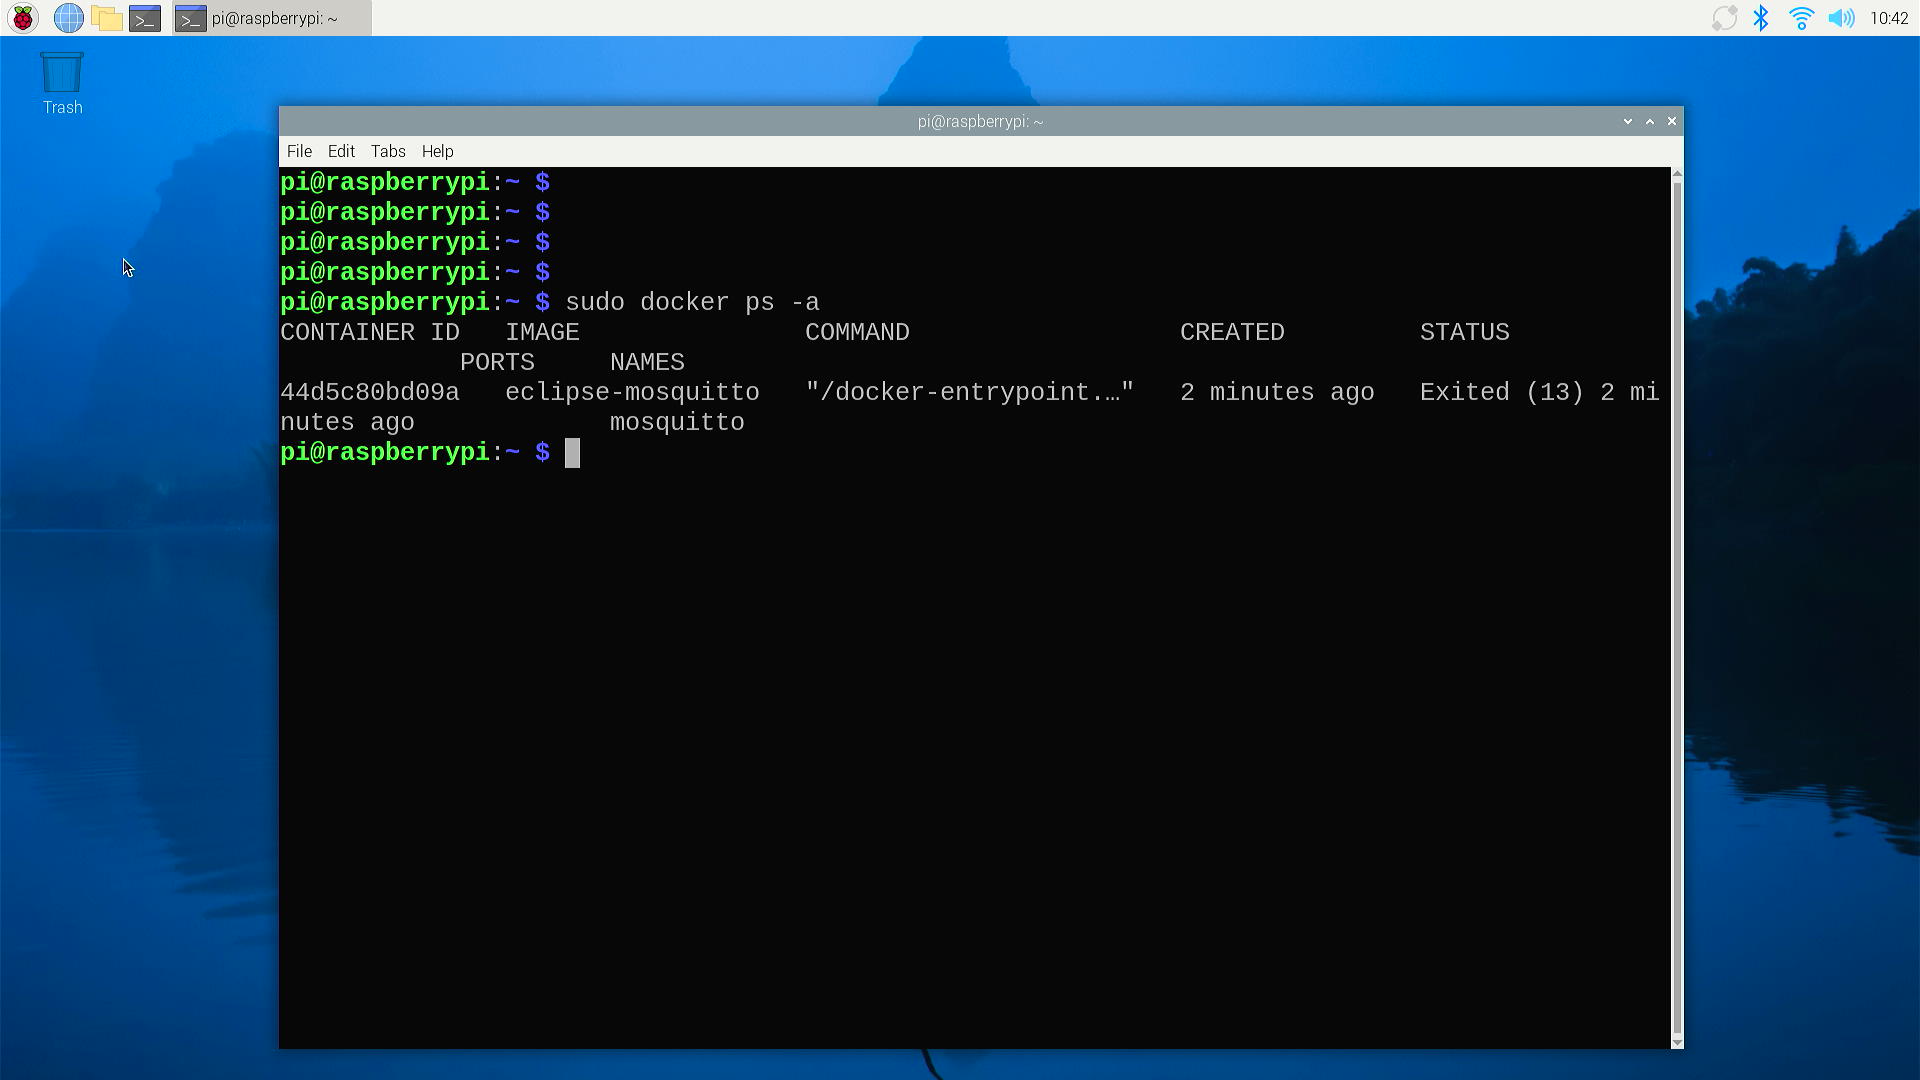 pi@raspberrypi: ~
10:42
Trash
pi@raspberrypi: ~
File Edit Tabs Help
pi@raspberrypi:~ $
pi@raspberrypi:~ $
pi@raspberrypi:~ $
pi@raspberrypi:~ $
pi@raspberrypi:~ $ sudo docker ps -a
CONTAINER ID   IMAGE               COMMAND                  CREATED         STATUS
            PORTS     NAMES
44d5c80bd09a   eclipse-mosquitto   "/docker-entrypoint.…"   2 minutes ago   Exited (13) 2 mi
nutes ago             mosquitto
pi@raspberrypi:~ $